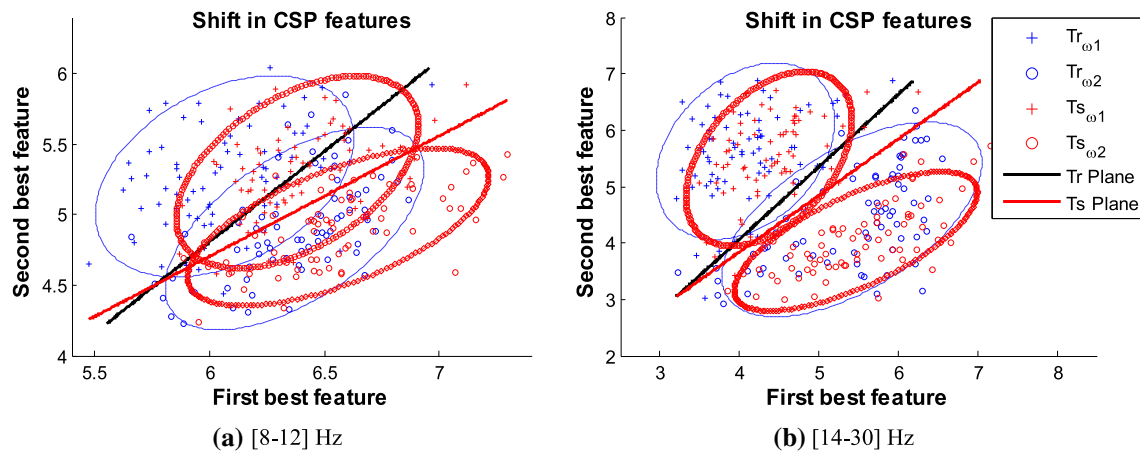 Shift in CSP features
Second best feature
6
5.5
5
4.5
4
5.5
6
6.5
7
First best feature
(a) [8-12] Hz
Shift in CSP features
Second best feature
8
7
6
5
4
3
2
3
4
5
6
7
8
First best feature
(b) [14-30] Hz
Trω1
Trω2
Tsω1
Tsω2
Tr Plane
Ts Plane